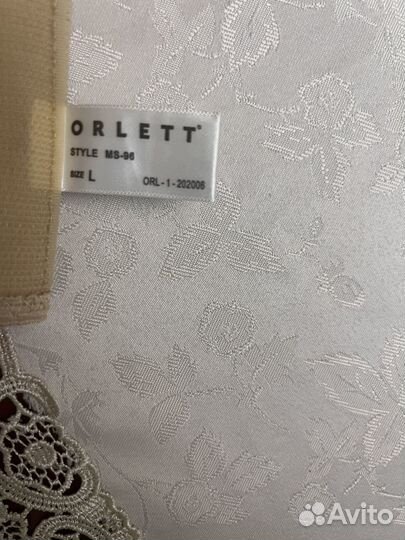 ORLETT®
STYLE MS-96
SIZE L ORL-1-202006
Avito